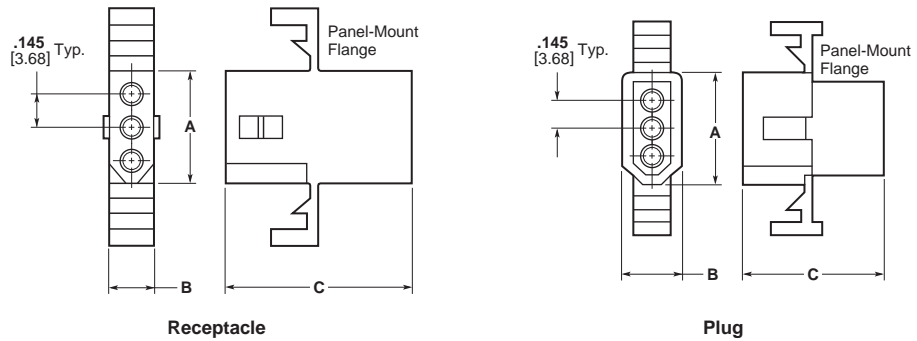 .145 Typ.
[3.68]
Panel-Mount
Flange
A
B
C
Receptacle
.145 Typ.
[3.68]
Panel-Mount
Flange
A
B
C
Plug